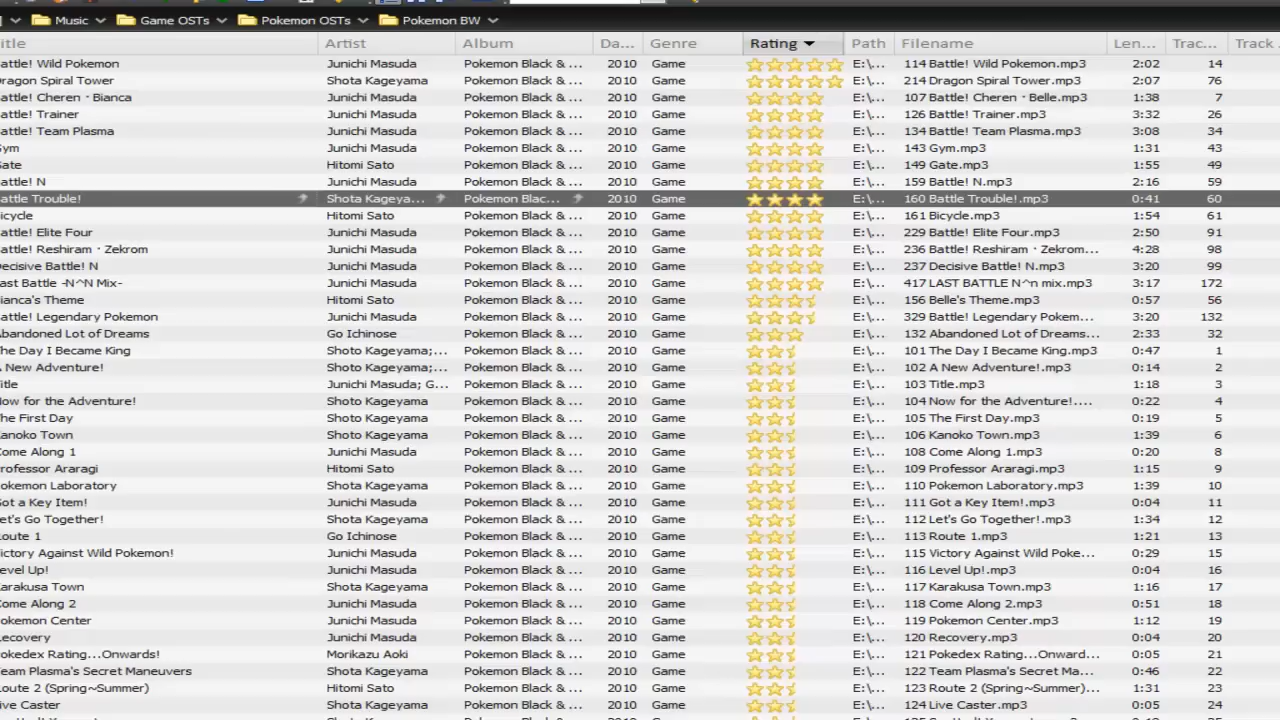 Music Game OSTs Pokemon OSTs Pokemon BW
itle Artist Album Da... Genre Rating Path Filename Len... Trac... Track
attle! Wild Pokemon Junichi Masuda Pokemon Black & ... 2010 Game E:\... 114 Battle! Wild Pokemon.mp3 2:02 14
ragon Spiral Tower Shota Kageyama Pokemon Black & ... 2010 Game E:\... 214 Dragon Spiral Tower.mp3 2:07 76
attle! Cheren · Bianca Junichi Masuda Pokemon Black & ... 2010 Game E:\... 107 Battle! Cheren · Belle.mp3 1:38 7
attle! Trainer Junichi Masuda Pokemon Black & ... 2010 Game E:\... 126 Battle! Trainer.mp3 3:32 26
attle! Team Plasma Junichi Masuda Pokemon Black & ... 2010 Game E:\... 134 Battle! Team Plasma.mp3 3:08 34
Gym Junichi Masuda Pokemon Black & ... 2010 Game E:\... 143 Gym.mp3 1:31 43
Gate Hitomi Sato Pokemon Black & ... 2010 Game E:\... 149 Gate.mp3 1:55 49
attle! N Junichi Masuda Pokemon Black & ... 2010 Game E:\... 159 Battle! N.mp3 2:16 59
attle Trouble! Shota Kageya... Pokemon Blac... 2010 Game E:\... 160 Battle Trouble!.mp3 0:41 60
icycle Hitomi Sato Pokemon Black & ... 2010 Game E:\... 161 Bicycle.mp3 1:54 61
attle! Elite Four Junichi Masuda Pokemon Black & ... 2010 Game E:\... 229 Battle! Elite Four.mp3 2:50 91
attle! Reshiram · Zekrom Junichi Masuda Pokemon Black & ... 2010 Game E:\... 236 Battle! Reshiram · Zekrom... 4:28 98
Decisive Battle! N Junichi Masuda Pokemon Black & ... 2010 Game E:\... 237 Decisive Battle! N.mp3 3:20 99
ast Battle -N^N Mix- Junichi Masuda Pokemon Black & ... 2010 Game E:\... 417 LAST BATTLE N^n mix.mp3 3:17 172
ianca's Theme Hitomi Sato Pokemon Black & ... 2010 Game E:\... 156 Belle's Theme.mp3 0:57 56
attle! Legendary Pokemon Junichi Masuda Pokemon Black & ... 2010 Game E:\... 329 Battle! Legendary Pokem... 3:20 132
Abandoned Lot of Dreams Go Ichinose Pokemon Black & ... 2010 Game E:\... 132 Abandoned Lot of Dreams... 2:33 32
The Day I Became King Shoto Kageyama;... Pokemon Black & ... 2010 Game E:\... 101 The Day I Became King.mp3 0:47 1
A New Adventure! Shoto Kageyama;... Pokemon Black & ... 2010 Game E:\... 102 A New Adventure!.mp3 0:14 2
Title Junichi Masuda; G... Pokemon Black & ... 2010 Game E:\... 103 Title.mp3 1:18 3
Now for the Adventure! Shoto Kageyama Pokemon Black & ... 2010 Game E:\... 104 Now for the Adventure!.... 0:22 4
The First Day Shoto Kageyama Pokemon Black & ... 2010 Game E:\... 105 The First Day.mp3 0:19 5
Kanoko Town Shoto Kageyama Pokemon Black & ... 2010 Game E:\... 106 Kanoko Town.mp3 1:39 6
Come Along 1 Junichi Masuda Pokemon Black & ... 2010 Game E:\... 108 Come Along 1.mp3 0:20 8
rofessor Araragi Hitomi Sato Pokemon Black & ... 2010 Game E:\... 109 Professor Araragi.mp3 1:15 9
okemon Laboratory Shota Kageyama Pokemon Black & ... 2010 Game E:\... 110 Pokemon Laboratory.mp3 1:39 10
Got a Key Item! Junichi Masuda Pokemon Black & ... 2010 Game E:\... 111 Got a Key Item!.mp3 0:04 11
et's Go Together! Shota Kageyama Pokemon Black & ... 2010 Game E:\... 112 Let's Go Together!.mp3 1:34 12
oute 1 Go Ichinose Pokemon Black & ... 2010 Game E:\... 113 Route 1.mp3 1:21 13
ictory Against Wild Pokemon! Junichi Masuda Pokemon Black & ... 2010 Game E:\... 115 Victory Against Wild Poke... 0:29 15
evel Up! Junichi Masuda Pokemon Black & ... 2010 Game E:\... 116 Level Up!.mp3 0:04 16
Karakusa Town Shota Kageyama Pokemon Black & ... 2010 Game E:\... 117 Karakusa Town.mp3 1:16 17
Come Along 2 Junichi Masuda Pokemon Black & ... 2010 Game E:\... 118 Come Along 2.mp3 0:51 18
okemon Center Junichi Masuda Pokemon Black & ... 2010 Game E:\... 119 Pokemon Center.mp3 1:12 19
ecovery Junichi Masuda Pokemon Black & ... 2010 Game E:\... 120 Recovery.mp3 0:04 20
okedex Rating...Onwards! Morikazu Aoki Pokemon Black & ... 2010 Game E:\... 121 Pokedex Rating...Onward... 0:05 21
eam Plasma's Secret Maneuvers Shota Kageyama Pokemon Black & ... 2010 Game E:\... 122 Team Plasma's Secret Ma... 0:46 22
oute 2 (Spring~Summer) Hitomi Sato Pokemon Black & ... 2010 Game E:\... 123 Route 2 (Spring~Summer)... 1:31 23
ive Caster Shota Kageyama Pokemon Black & ... 2010 Game E:\... 124 Live Caster.mp3 0:05 24